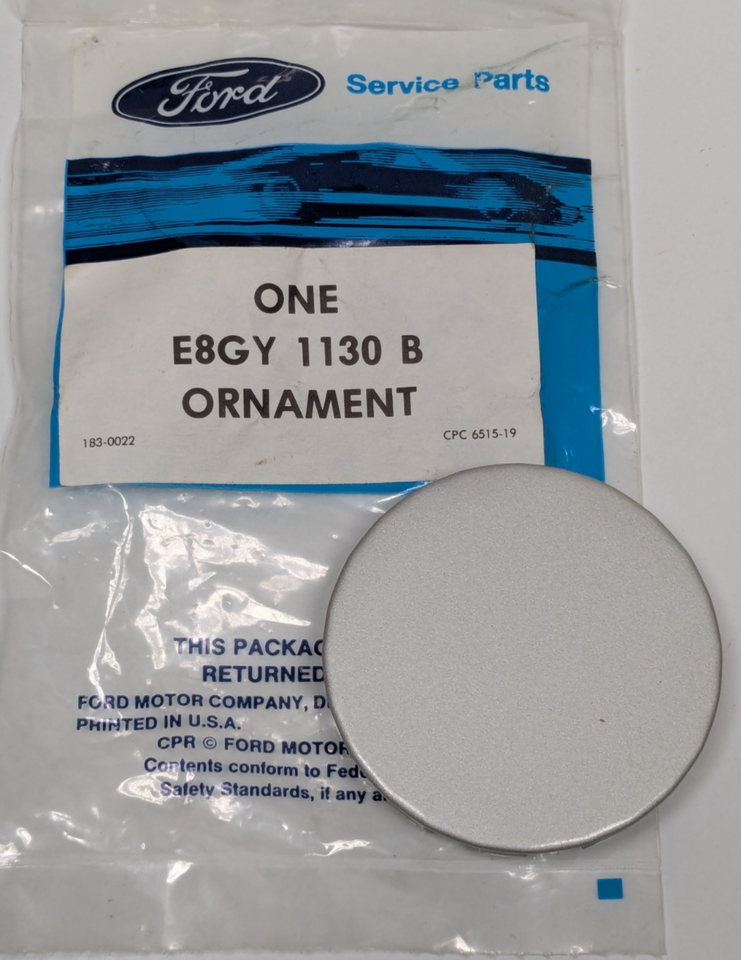 Ford Service Parts
ONE
E8GY 1130 B
ORNAMENT
183-0022 CPC 6515-19
THIS PACKAG
RETURNED
FORD MOTOR COMPANY, D
PRINTED IN U.S.A.
CPR © FORD MOTOR
Contents conform to Fede
Safety Standards, if any a